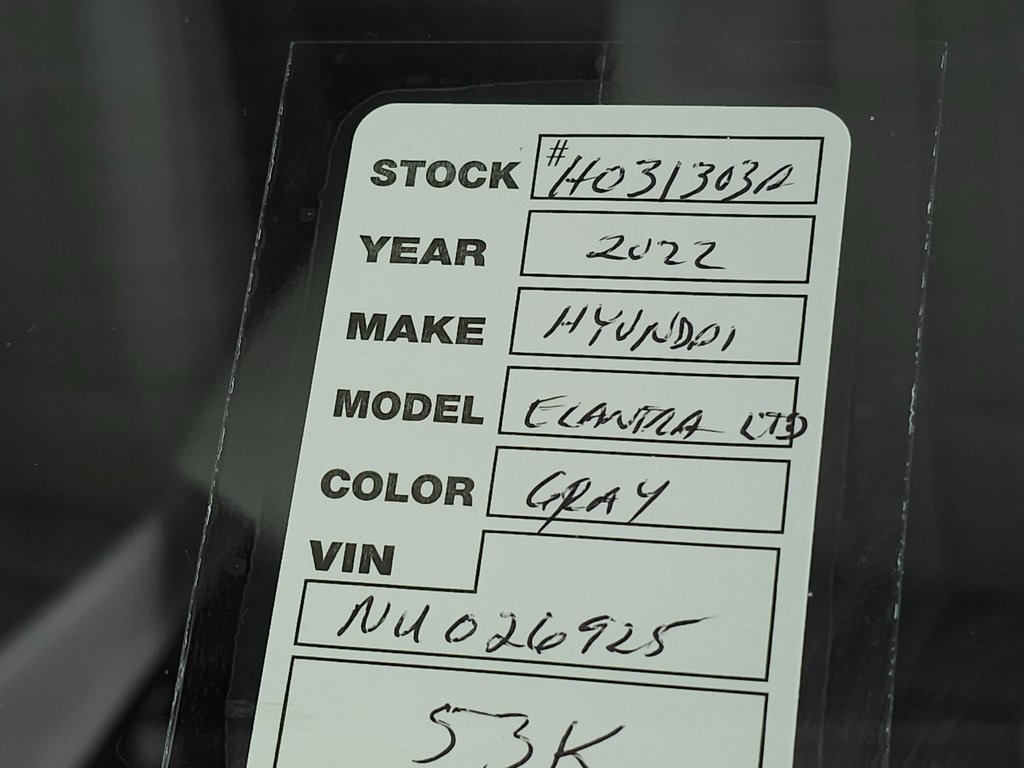 STOCK #H031303A
YEAR 2022
MAKE HYUNDAI
MODEL ELANTRA LTD
COLOR GRAY
VIN
NU026925
53K